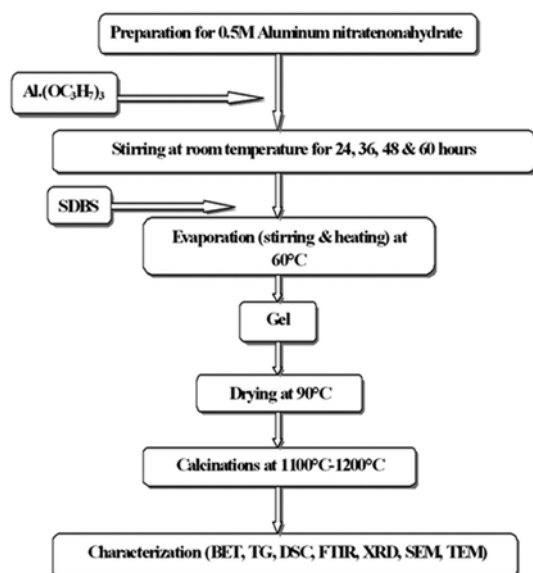 Preparation for 0.5M Aluminum nitratenonahydrate
Al.(OC3H7)3
Stirring at room temperature for 24, 36, 48 & 60 hours
SDBS
Evaporation (stirring & heating) at
60°C
Gel
Drying at 90°C
Calcinations at 1100°C-1200°C
Characterization (BET, TG, DSC, FTIR, XRD, SEM, TEM)